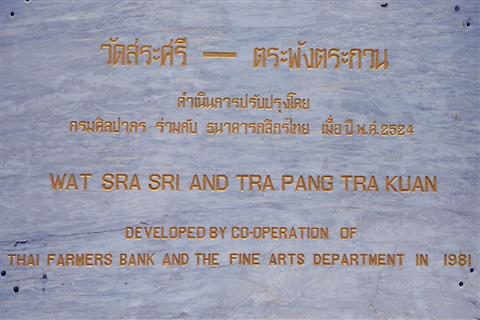 วัดสระศรี — ตระพังตระกวน
ดำเนินการปรับปรุงโดย
กรมศิลปากร ร่วมกับ ธนาคารกสิกรไทย เมื่อ ปี พ.ศ. 2524
WAT SRA SRI AND TRA PANG TRA KUAN
DEVELOPED BY CO-OPERATION OF
THAI FARMERS BANK AND THE FINE ARTS DEPARTMENT IN 1981